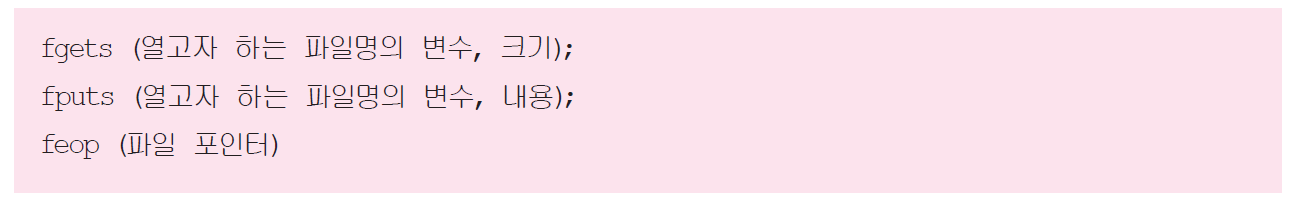 fgets (열고자 하는 파일명의 변수, 크기);
fputs (열고자 하는 파일명의 변수, 내용);
feop (파일 포인터)